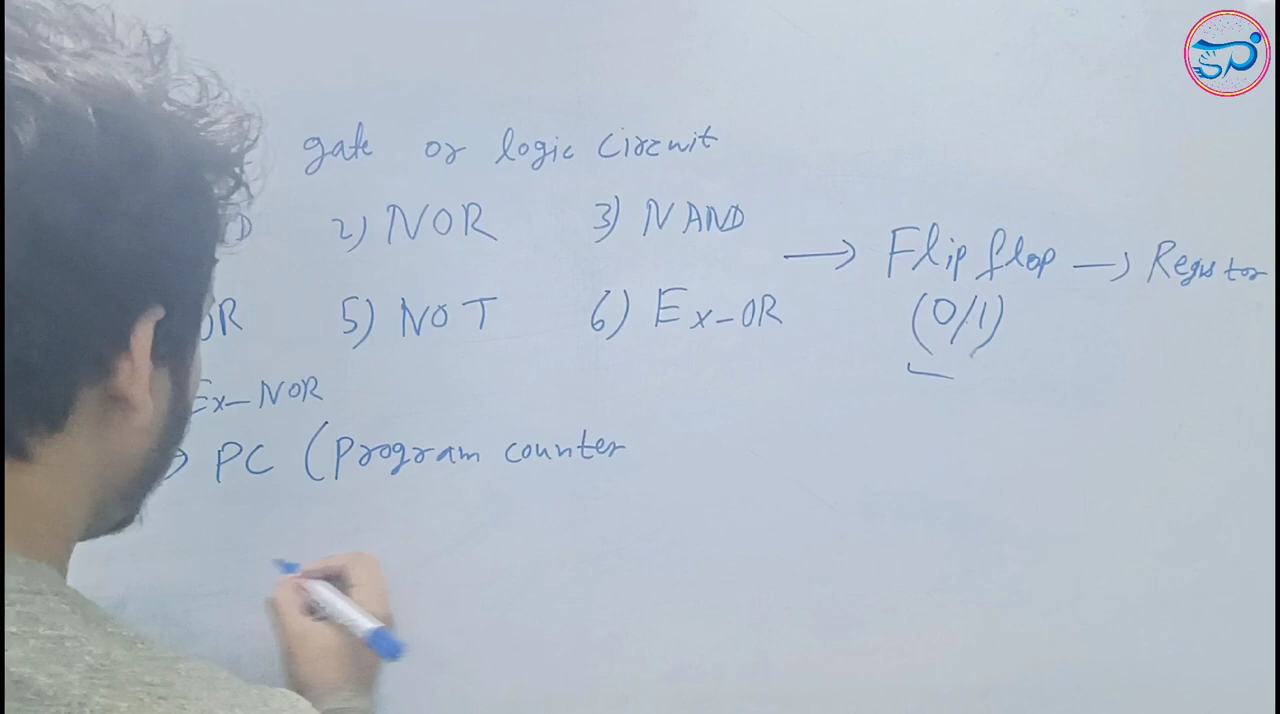 gate or logic circuit
2) NOR 3) NAND
→ Flip flop → Registor
5) NOT 6) Ex-OR (0/1)
Ex-NOR
PC (Program counter